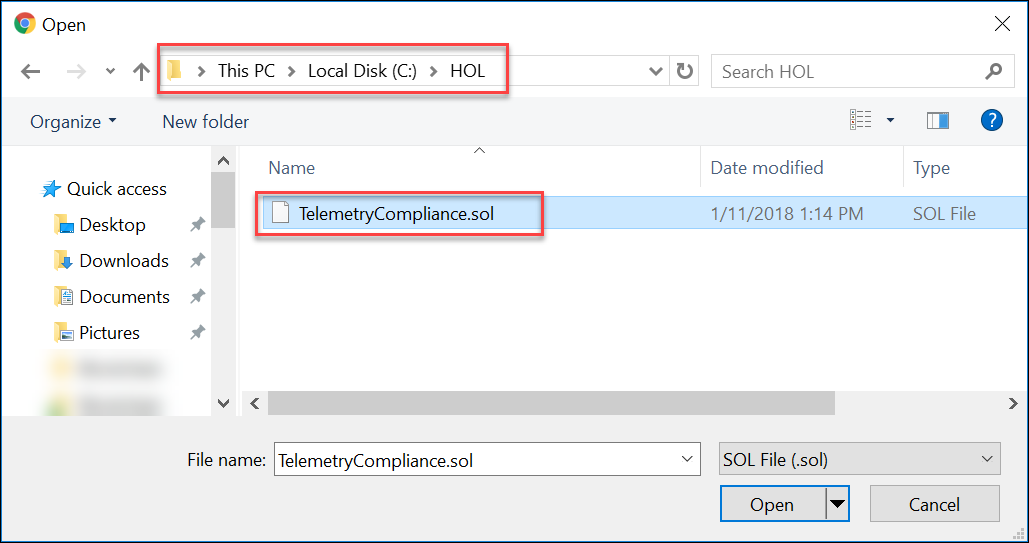 Open
This PC > Local Disk (C:) > HOL
Search HOL
Organize
New folder
?
Name
Date modified
Type
Quick access
Desktop
Downloads
Documents
Pictures
TelemetryCompliance.sol
1/11/2018 1:14 PM
SOL File
File name:
TelemetryCompliance.sol
SOL File (.sol)
Open
Cancel